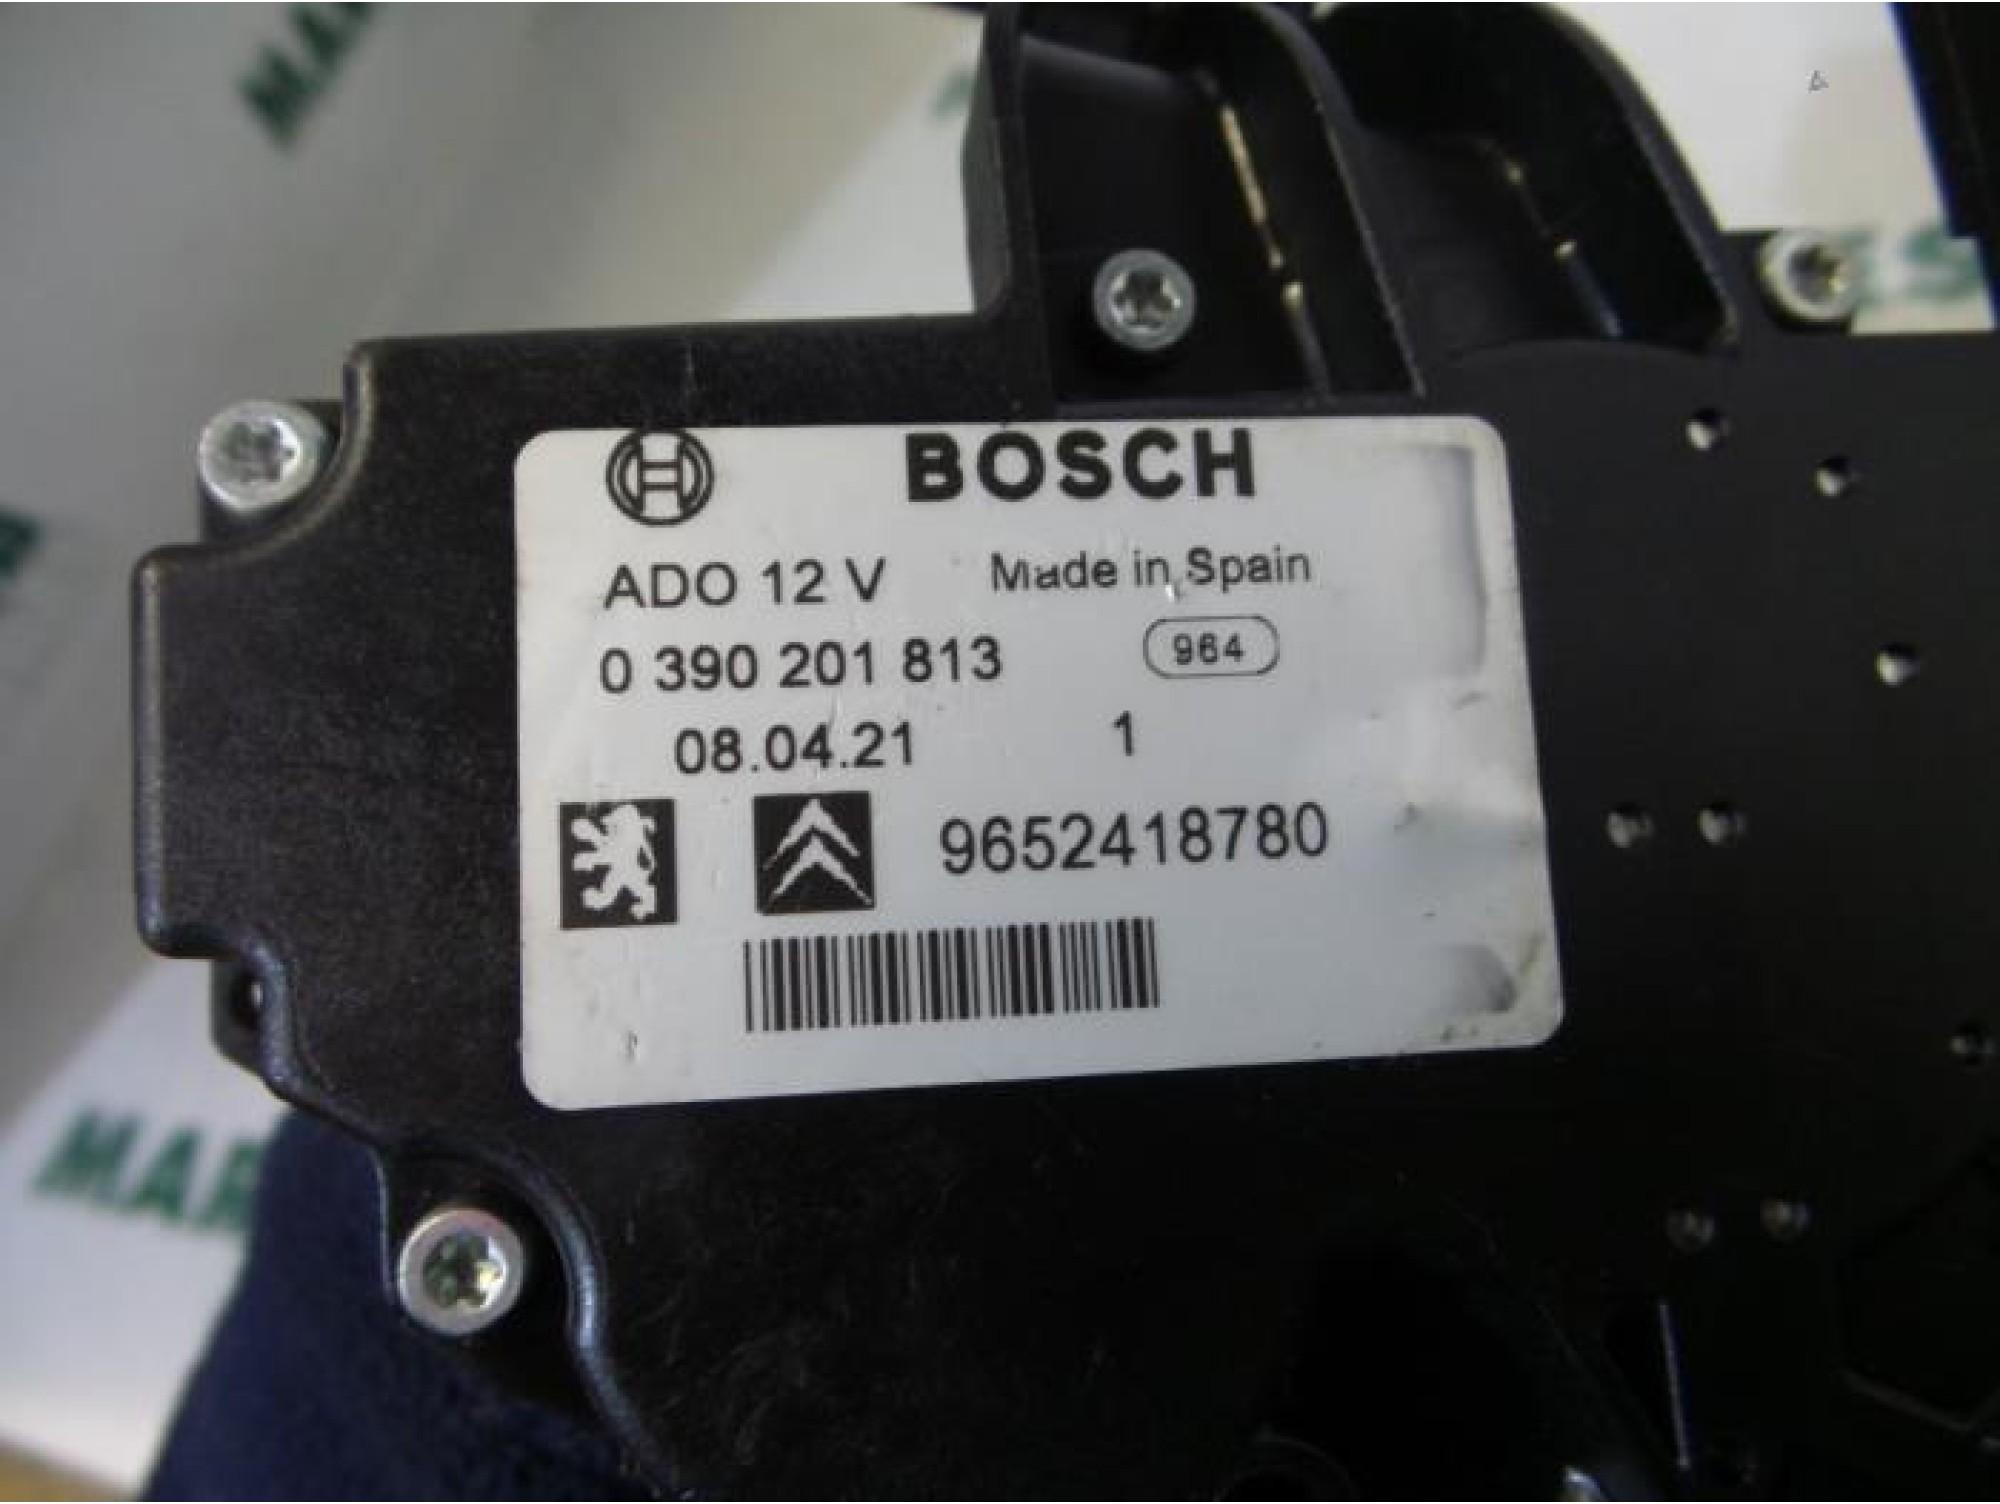 BOSCH
ADO 12 V Made in Spain
0 390 201 813 964
08.04.21 1
9652418780